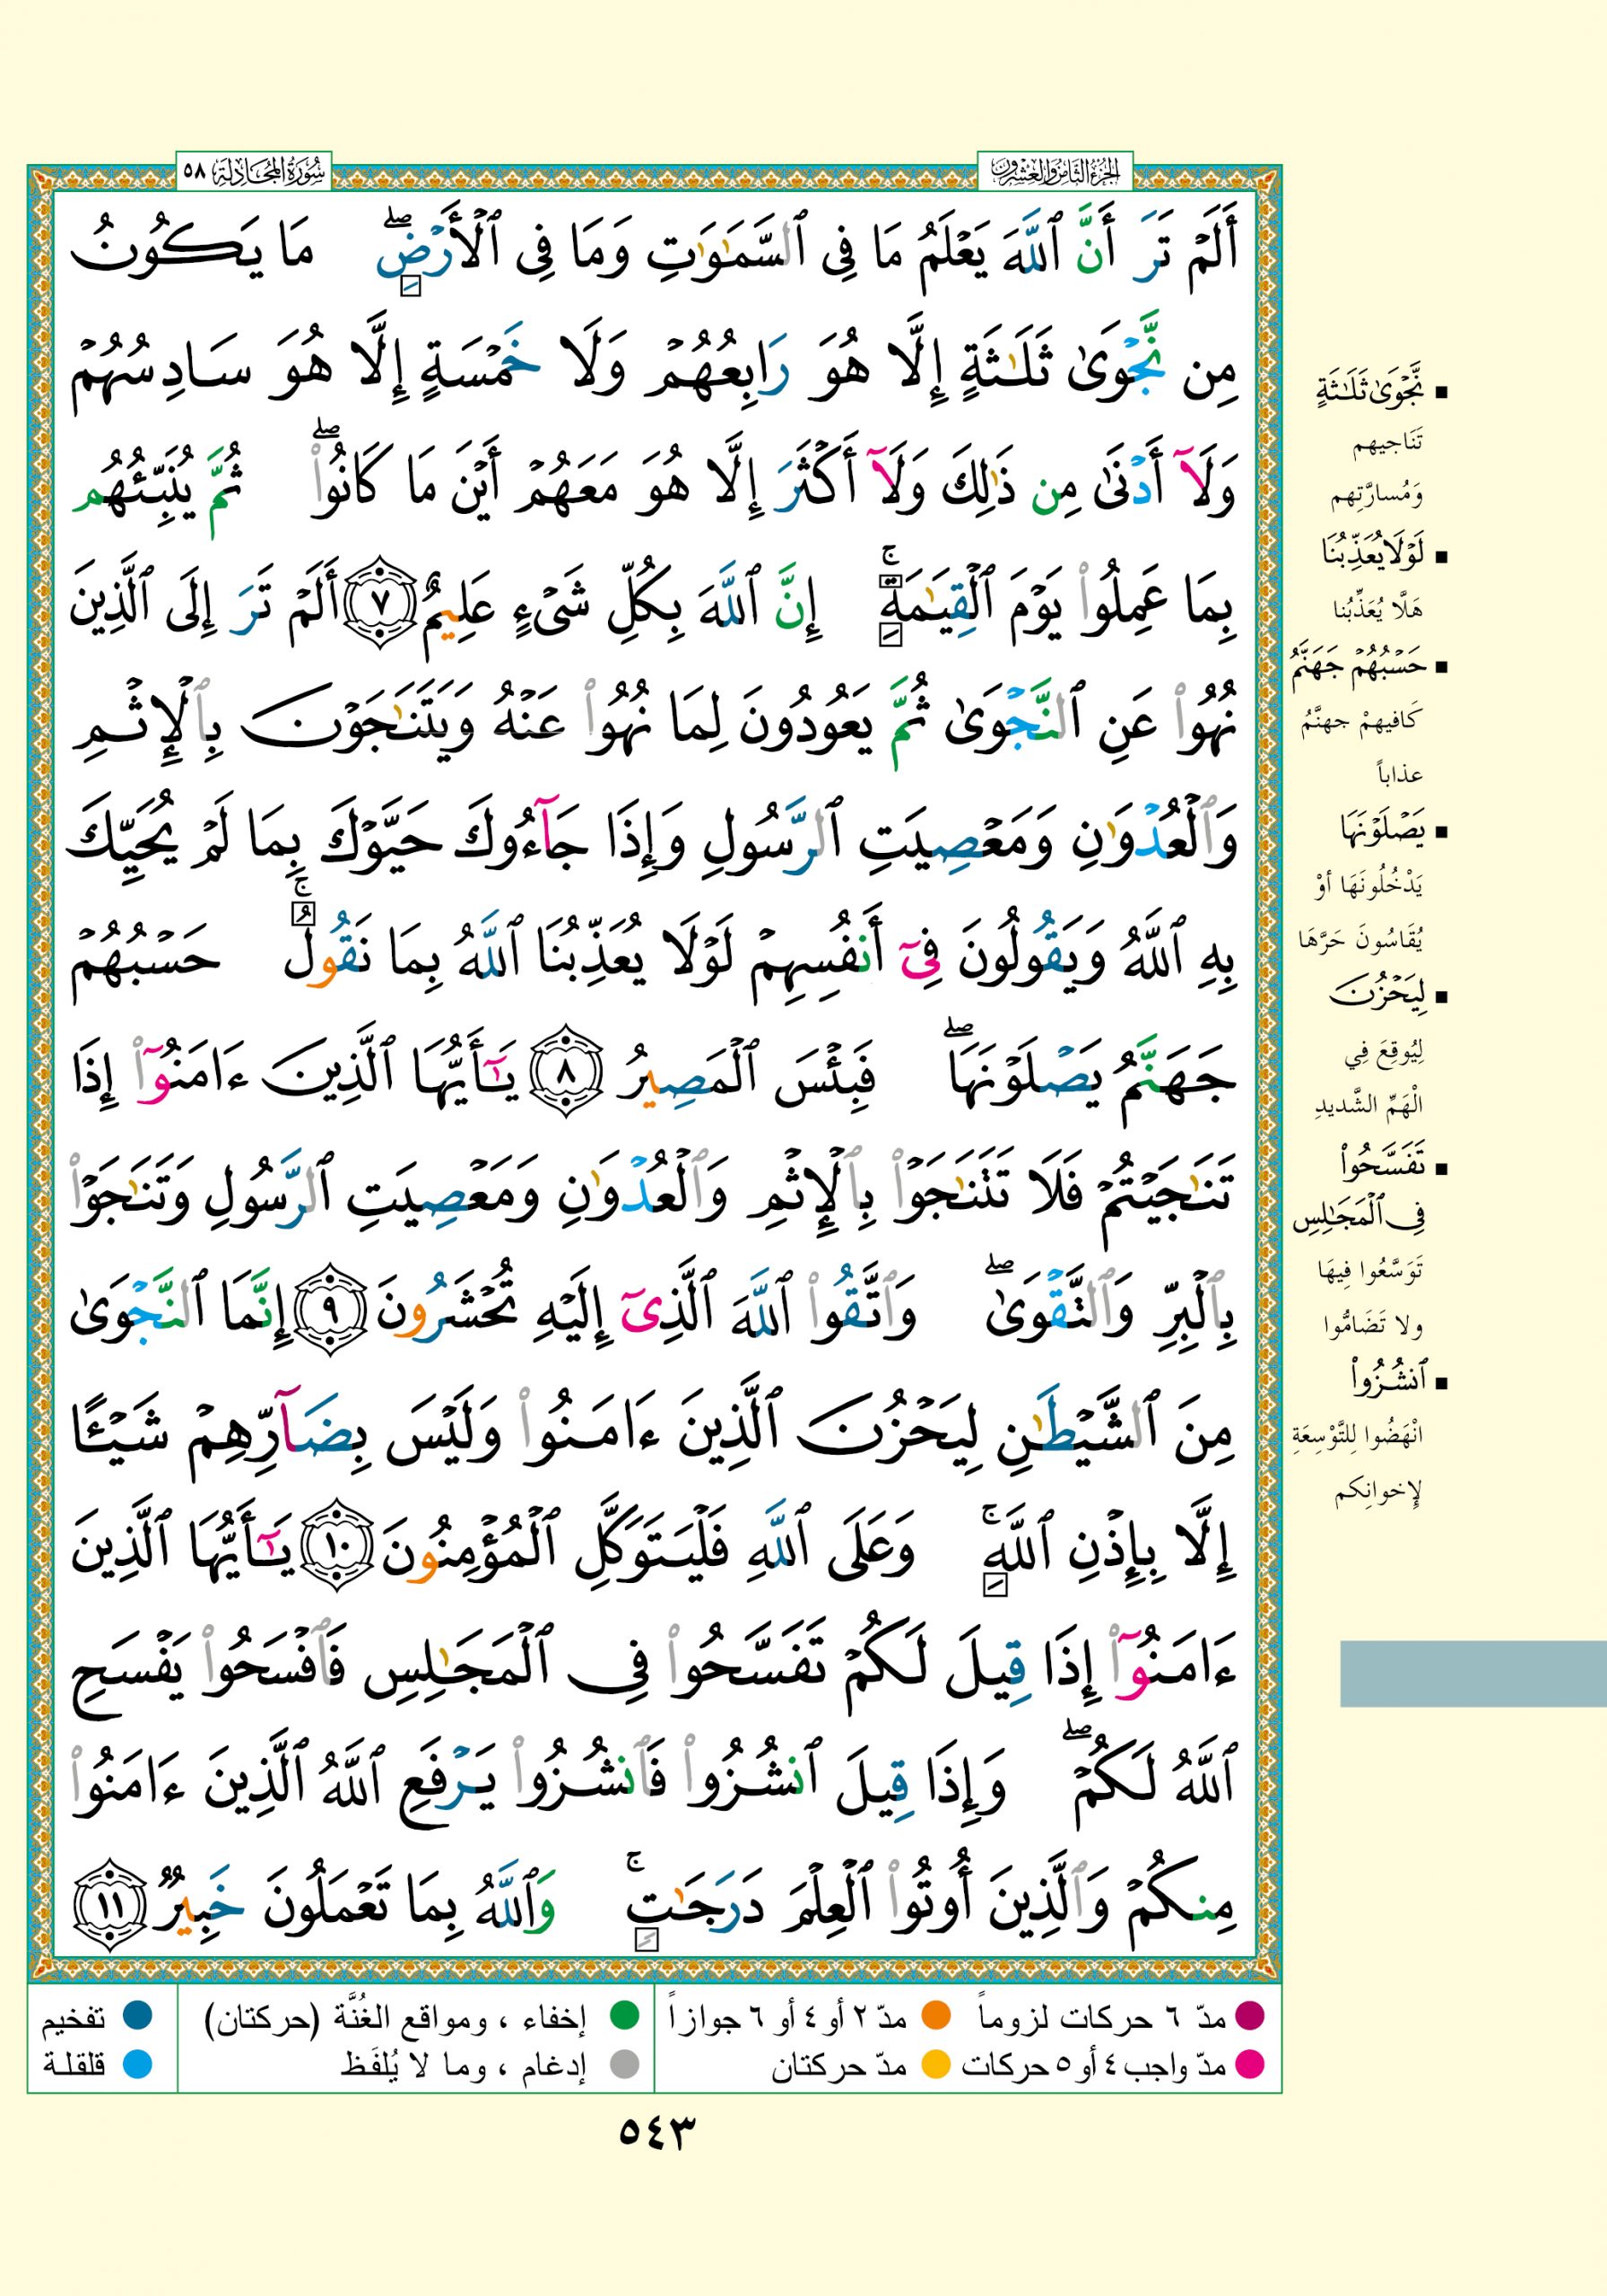 الجزء الثامن والعشرون
سورة المجادلة ٥٨
أَلَمْ تَرَ أَنَّ ٱللَّهَ يَعْلَمُ مَا فِى ٱلسَّمَٰوَٰتِ وَمَا فِى ٱلْأَرْضِ ۖ مَا يَكُونُ
مِن نَّجْوَىٰ ثَلَٰثَةٍ إِلَّا هُوَ رَابِعُهُمْ وَلَا خَمْسَةٍ إِلَّا هُوَ سَادِسُهُمْ
وَلَآ أَدْنَىٰ مِن ذَٰلِكَ وَلَآ أَكْثَرَ إِلَّا هُوَ مَعَهُمْ أَيْنَ مَا كَانُوا۟ ۖ ثُمَّ يُنَبِّئُهُم
بِمَا عَمِلُوا۟ يَوْمَ ٱلْقِيَٰمَةِ ۚ إِنَّ ٱللَّهَ بِكُلِّ شَىْءٍ عَلِيمٌ ٧ أَلَمْ تَرَ إِلَى ٱلَّذِينَ
نُهُوا۟ عَنِ ٱلنَّجْوَىٰ ثُمَّ يَعُودُونَ لِمَا نُهُوا۟ عَنْهُ وَيَتَنَٰجَوْنَ بِٱلْإِثْمِ
وَٱلْعُدْوَٰنِ وَمَعْصِيَتِ ٱلرَّسُولِ وَإِذَا جَآءُوكَ حَيَّوْكَ بِمَا لَمْ يُحَيِّكَ
بِهِ ٱللَّهُ وَيَقُولُونَ فِىٓ أَنفُسِهِمْ لَوْلَا يُعَذِّبُنَا ٱللَّهُ بِمَا نَقُولُ ۚ حَسْبُهُمْ
جَهَنَّمُ يَصْلَوْنَهَا ۖ فَبِئْسَ ٱلْمَصِيرُ ٨ يَٰٓأَيُّهَا ٱلَّذِينَ ءَامَنُوٓا۟ إِذَا
تَنَٰجَيْتُمْ فَلَا تَتَنَٰجَوْا۟ بِٱلْإِثْمِ وَٱلْعُدْوَٰنِ وَمَعْصِيَتِ ٱلرَّسُولِ وَتَنَٰجَوْا۟
بِٱلْبِرِّ وَٱلتَّقْوَىٰ ۖ وَٱتَّقُوا۟ ٱللَّهَ ٱلَّذِىٓ إِلَيْهِ تُحْشَرُونَ ٩ إِنَّمَا ٱلنَّجْوَىٰ
مِنَ ٱلشَّيْطَٰنِ لِيَحْزُنَ ٱلَّذِينَ ءَامَنُوا۟ وَلَيْسَ بِضَآرِّهِمْ شَيْـًٔا
إِلَّا بِإِذْنِ ٱللَّهِ ۚ وَعَلَى ٱللَّهِ فَلْيَتَوَكَّلِ ٱلْمُؤْمِنُونَ ١٠ يَٰٓأَيُّهَا ٱلَّذِينَ
ءَامَنُوٓا۟ إِذَا قِيلَ لَكُمْ تَفَسَّحُوا۟ فِى ٱلْمَجَٰلِسِ فَٱفْسَحُوا۟ يَفْسَحِ
ٱللَّهُ لَكُمْ ۖ وَإِذَا قِيلَ ٱنشُزُوا۟ فَٱنشُزُوا۟ يَرْفَعِ ٱللَّهُ ٱلَّذِينَ ءَامَنُوا۟
مِنكُمْ وَٱلَّذِينَ أُوتُوا۟ ٱلْعِلْمَ دَرَجَٰتٍ ۚ وَٱللَّهُ بِمَا تَعْمَلُونَ خَبِيرٌ ١١
▪ نَّجْوَىٰ ثَلَٰثَةٍ
تَنَاجيهم
وَمُسارَّتِهم
▪ لَوْلَا يُعَذِّبُنَا
هَلَّا يُعَذِّبُنا
▪ حَسْبُهُمْ جَهَنَّمُ
كَافيهمْ جهنَّمُ
عذاباً
▪ يَصْلَوْنَهَا
يَدْخُلُونَهَا أوْ
يُقَاسُونَ حَرَّهَا
▪ لِيَحْزُنَ
لِيُوقِعَ فِي
الْهَمِّ الشَّديدِ
▪ تَفَسَّحُوا۟
فِى ٱلْمَجَٰلِسِ
تَوَسَّعُوا فِيهَا
ولا تَضَامُّوا
▪ ٱنشُزُوا۟
انْهَضُوا لِلتَّوْسِعَةِ
لإخوانِكم
مدّ ٦ حركات لزوماً
مدّ ٢ أو ٤ أو ٦ جوازاً
إخفاء ، ومواقع الغُنَّة (حركتان)
تفخيم
مدّ واجب ٤ أو ٥ حركات
مدّ حركتان
إدغام ، وما لا يُلفَظ
قلقلة
٥٤٣